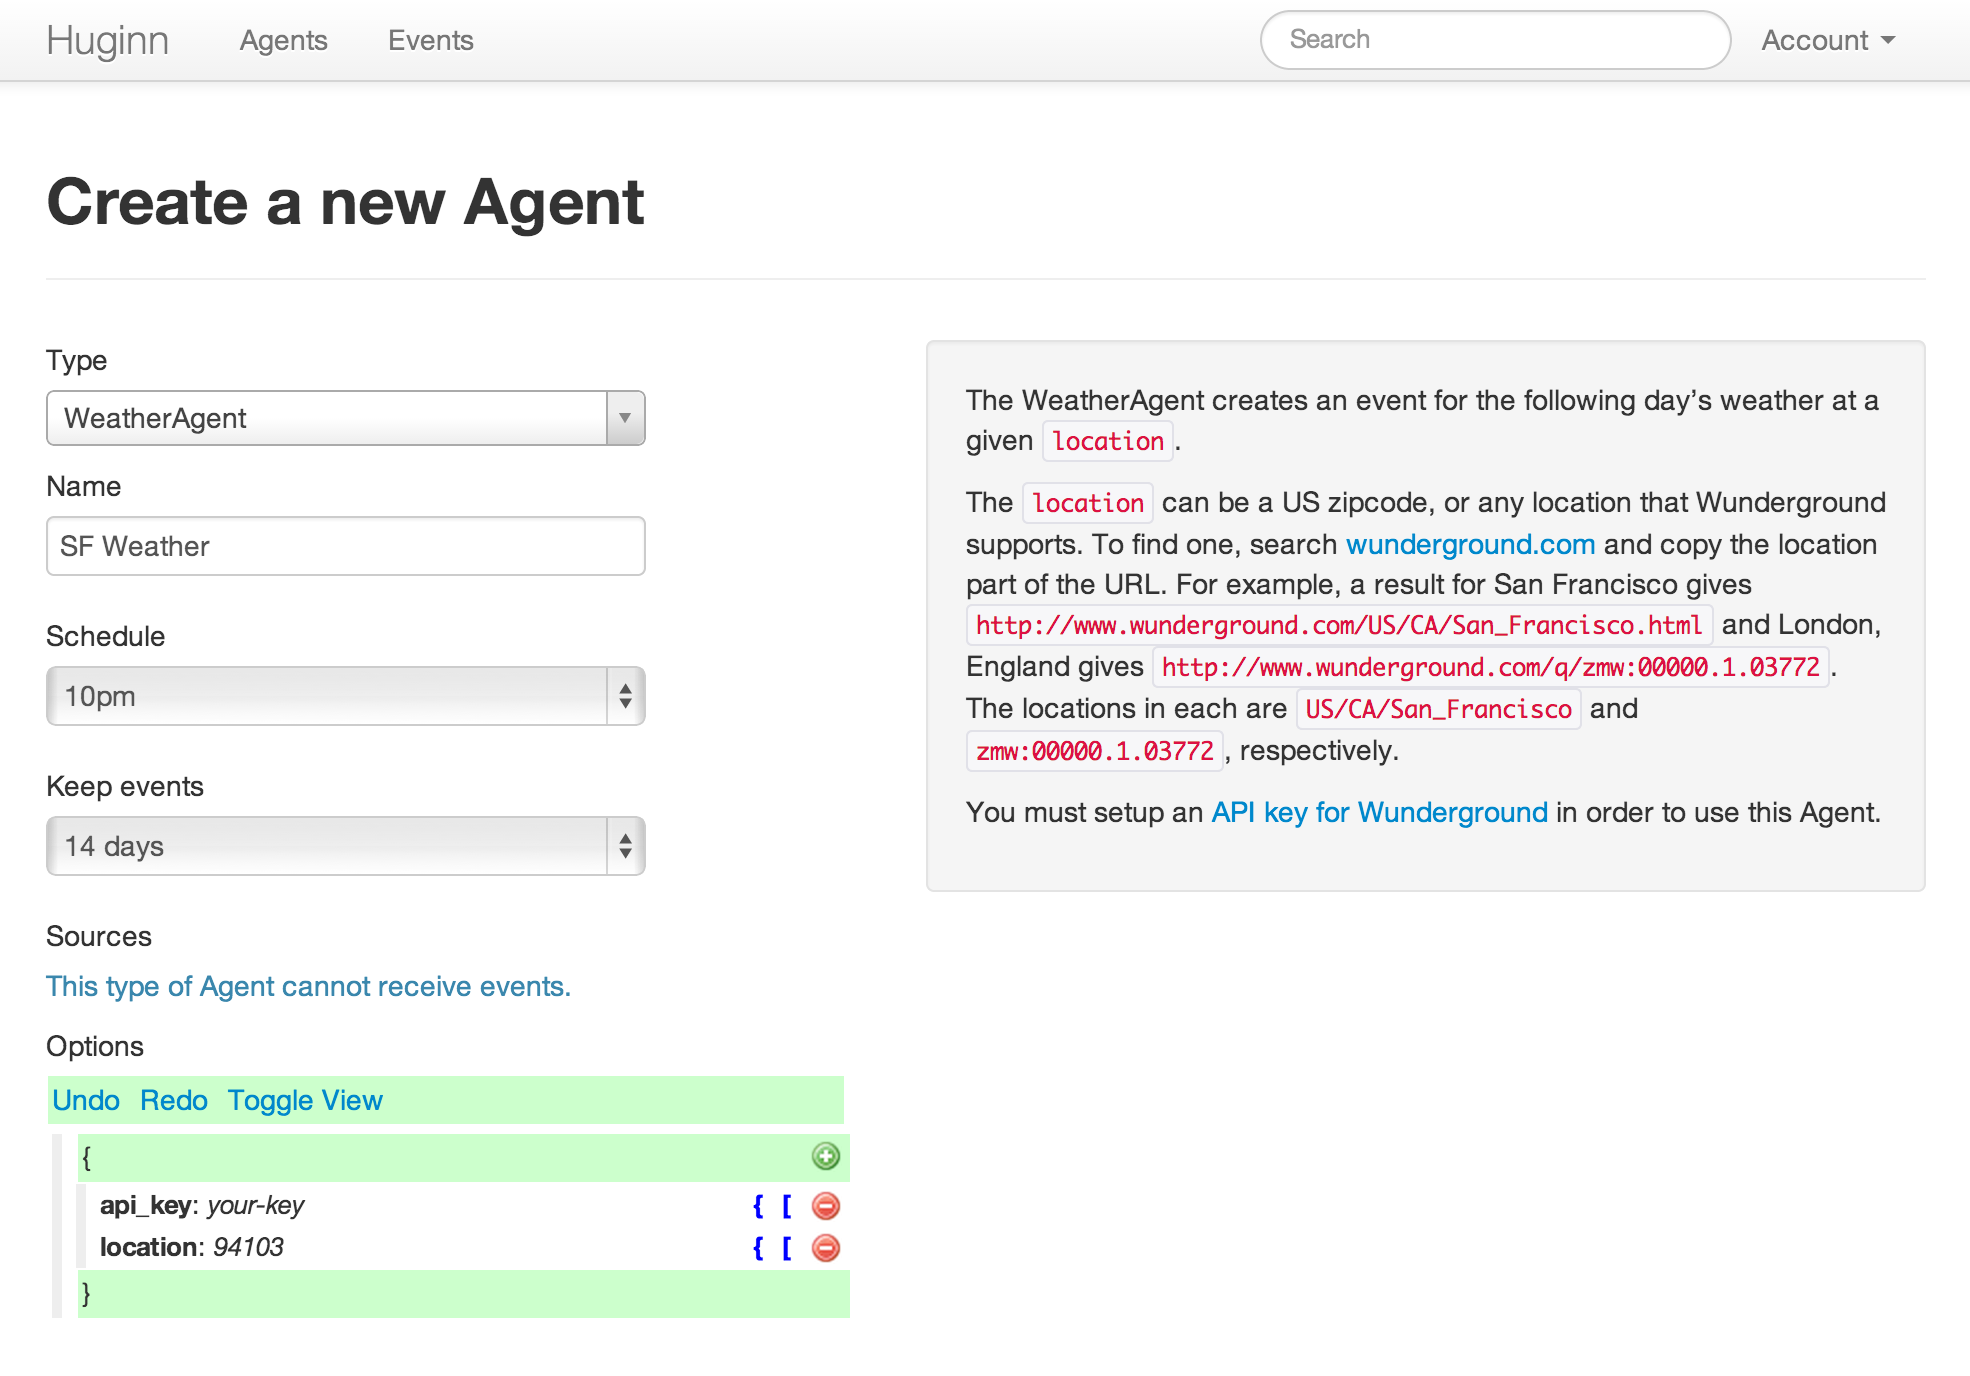 Huginn Agents Events Search Account
Create a new Agent
Type
WeatherAgent
Name
SF Weather
Schedule
10pm
Keep events
14 days
Sources
This type of Agent cannot receive events.
Options
Undo Redo Toggle View
{
api_key: your-key { [
location: 94103 { [
}
The WeatherAgent creates an event for the following day’s weather at a
given location.
The location can be a US zipcode, or any location that Wunderground
supports. To find one, search wunderground.com and copy the location
part of the URL. For example, a result for San Francisco gives
http://www.wunderground.com/US/CA/San_Francisco.html and London,
England gives http://www.wunderground.com/q/zmw:00000.1.03772.
The locations in each are US/CA/San_Francisco and
zmw:00000.1.03772, respectively.
You must setup an API key for Wunderground in order to use this Agent.